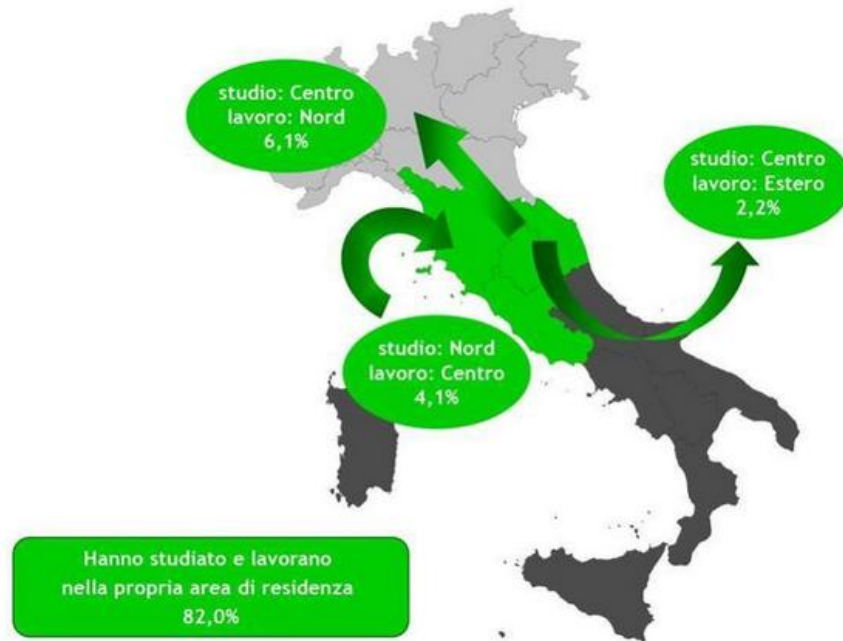 studio: Centro
lavoro: Nord
6,1%
studio: Centro
lavoro: Estero
2,2%
studio: Nord
lavoro: Centro
4,1%
Hanno studiato e lavorano
nella propria area di residenza
82,0%